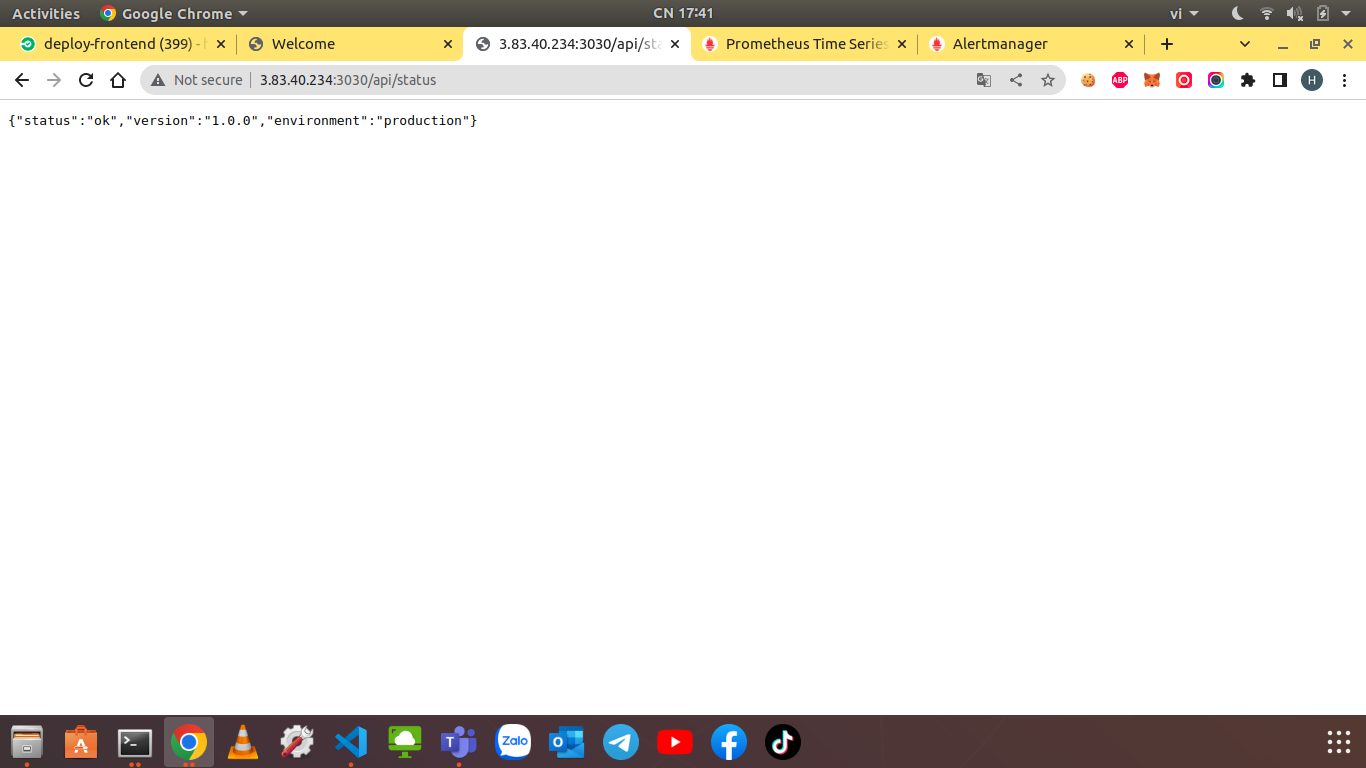 Activities Google Chrome CN 17:41 vi
deploy-frontend (399) - Welcome 3.83.40.234:3030/api/sta Prometheus Time Series Alertmanager
Not secure 3.83.40.234:3030/api/status ABP H
{"status":"ok","version":"1.0.0","environment":"production"}
Zalo